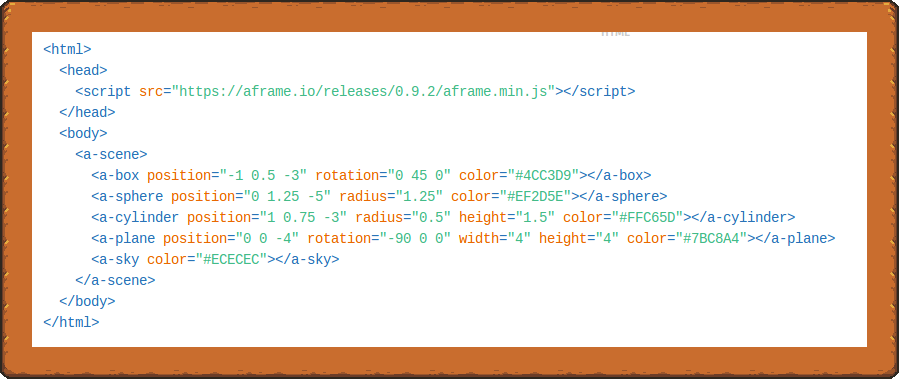 HTML
<html>
<head>
<script src="https://aframe.io/releases/0.9.2/aframe.min.js"></script>
</head>
<body>
<a-scene>
<a-box position="-1 0.5 -3" rotation="0 45 0" color="#4CC3D9"></a-box>
<a-sphere position="0 1.25 -5" radius="1.25" color="#EF2D5E"></a-sphere>
<a-cylinder position="1 0.75 -3" radius="0.5" height="1.5" color="#FFC65D"></a-cylinder>
<a-plane position="0 0 -4" rotation="-90 0 0" width="4" height="4" color="#7BC8A4"></a-plane>
<a-sky color="#ECECEC"></a-sky>
</a-scene>
</body>
</html>